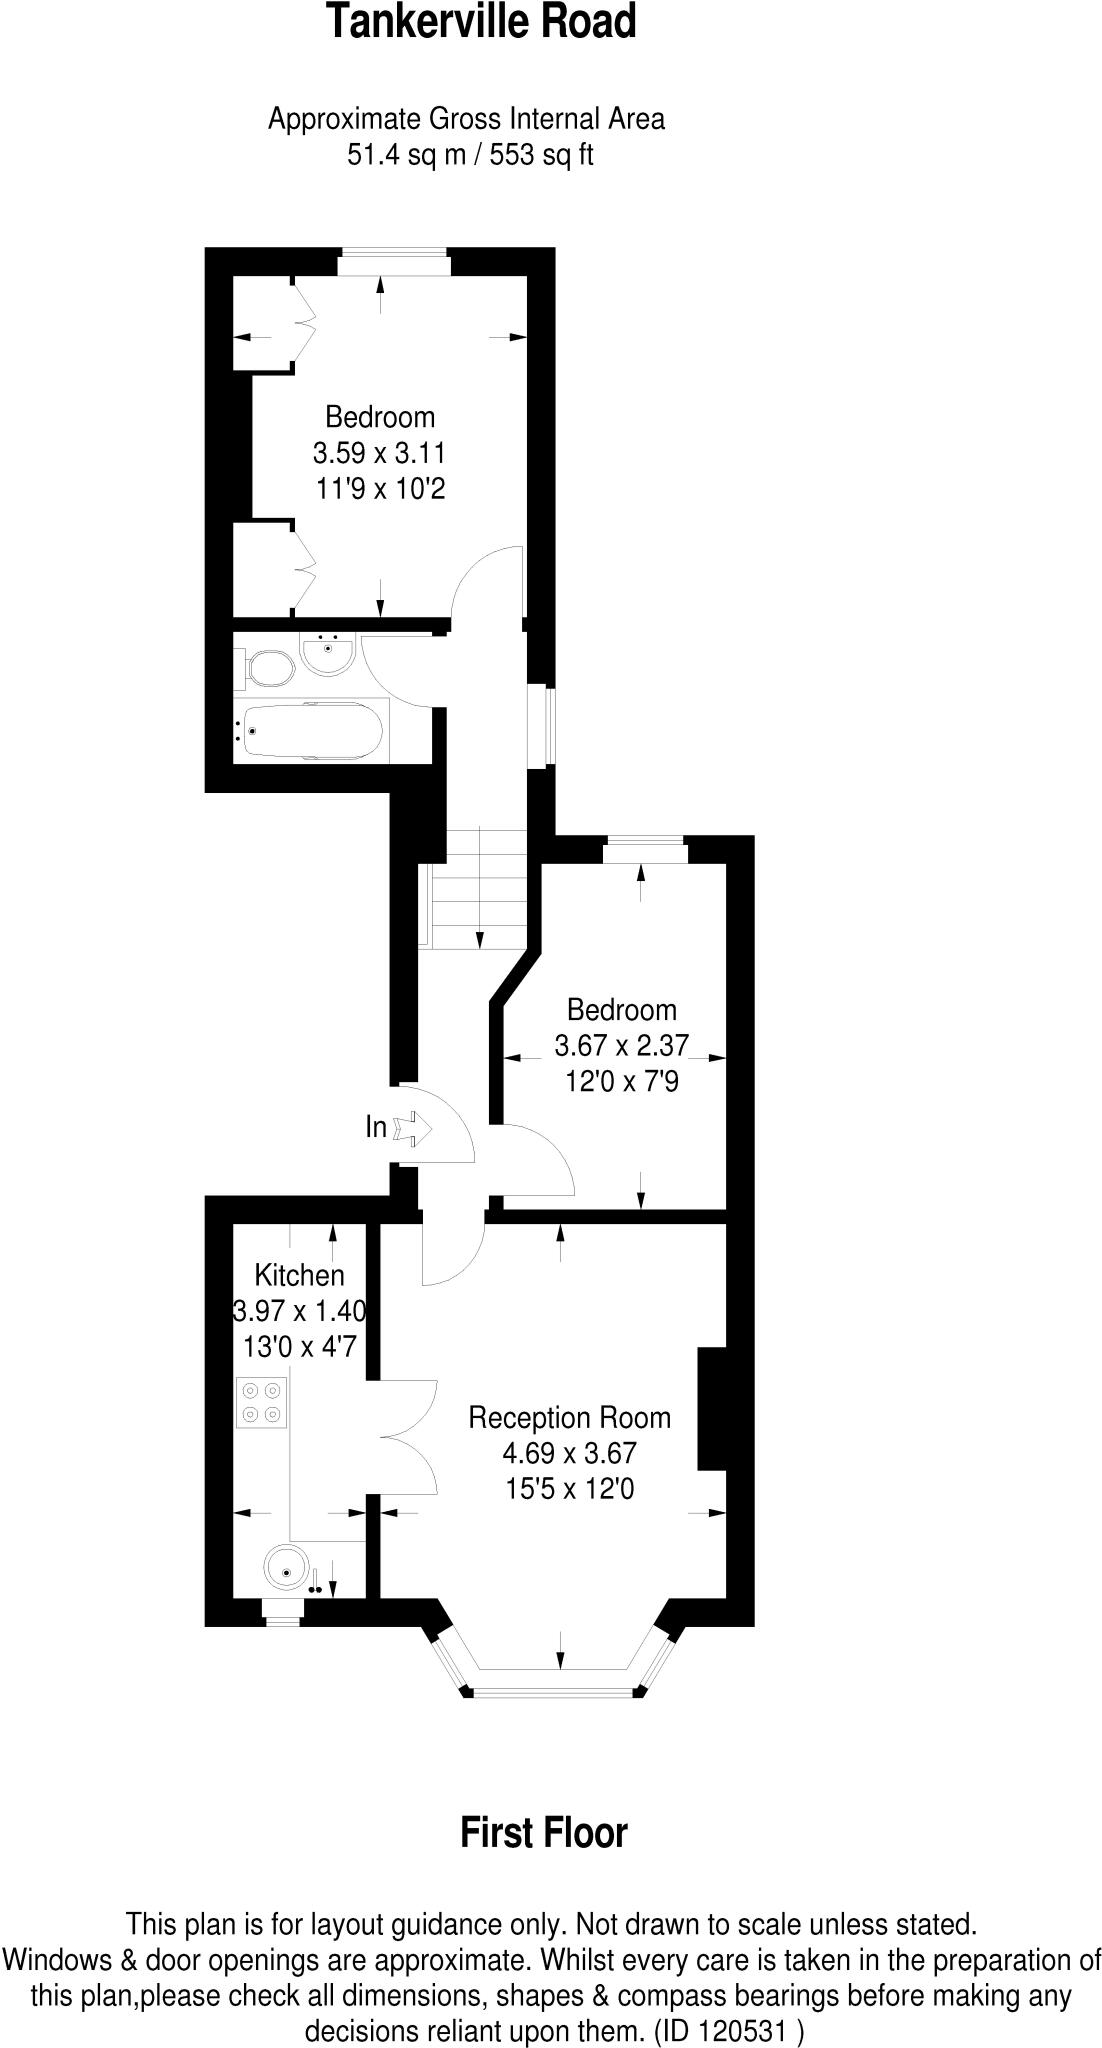 Tankerville Road
Approximate Gross Internal Area
51.4 sq m / 553 sq ft
Bedroom
3.59 x 3.11
11'9 x 10'2
Bedroom
3.67 x 2.37
12'0 x 7'9
In
Kitchen
3.97 x 1.40
13'0 x 4'7
Reception Room
4.69 x 3.67
15'5 x 12'0
First Floor
This plan is for layout guidance only. Not drawn to scale unless stated.
Windows & door openings are approximate. Whilst every care is taken in the preparation of
this plan,please check all dimensions, shapes & compass bearings before making any
decisions reliant upon them. (ID 120531 )